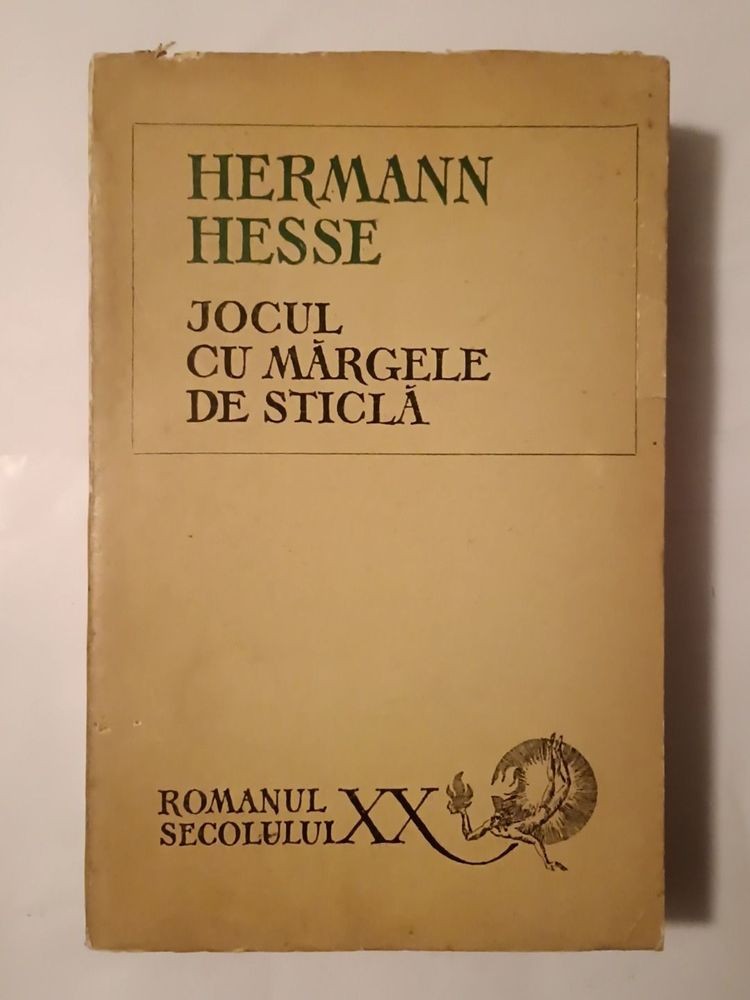 HERMANN
HESSE
JOCUL
CU MĂRGELE
DE STICLĂ
ROMANUL
SECOLULUI XX